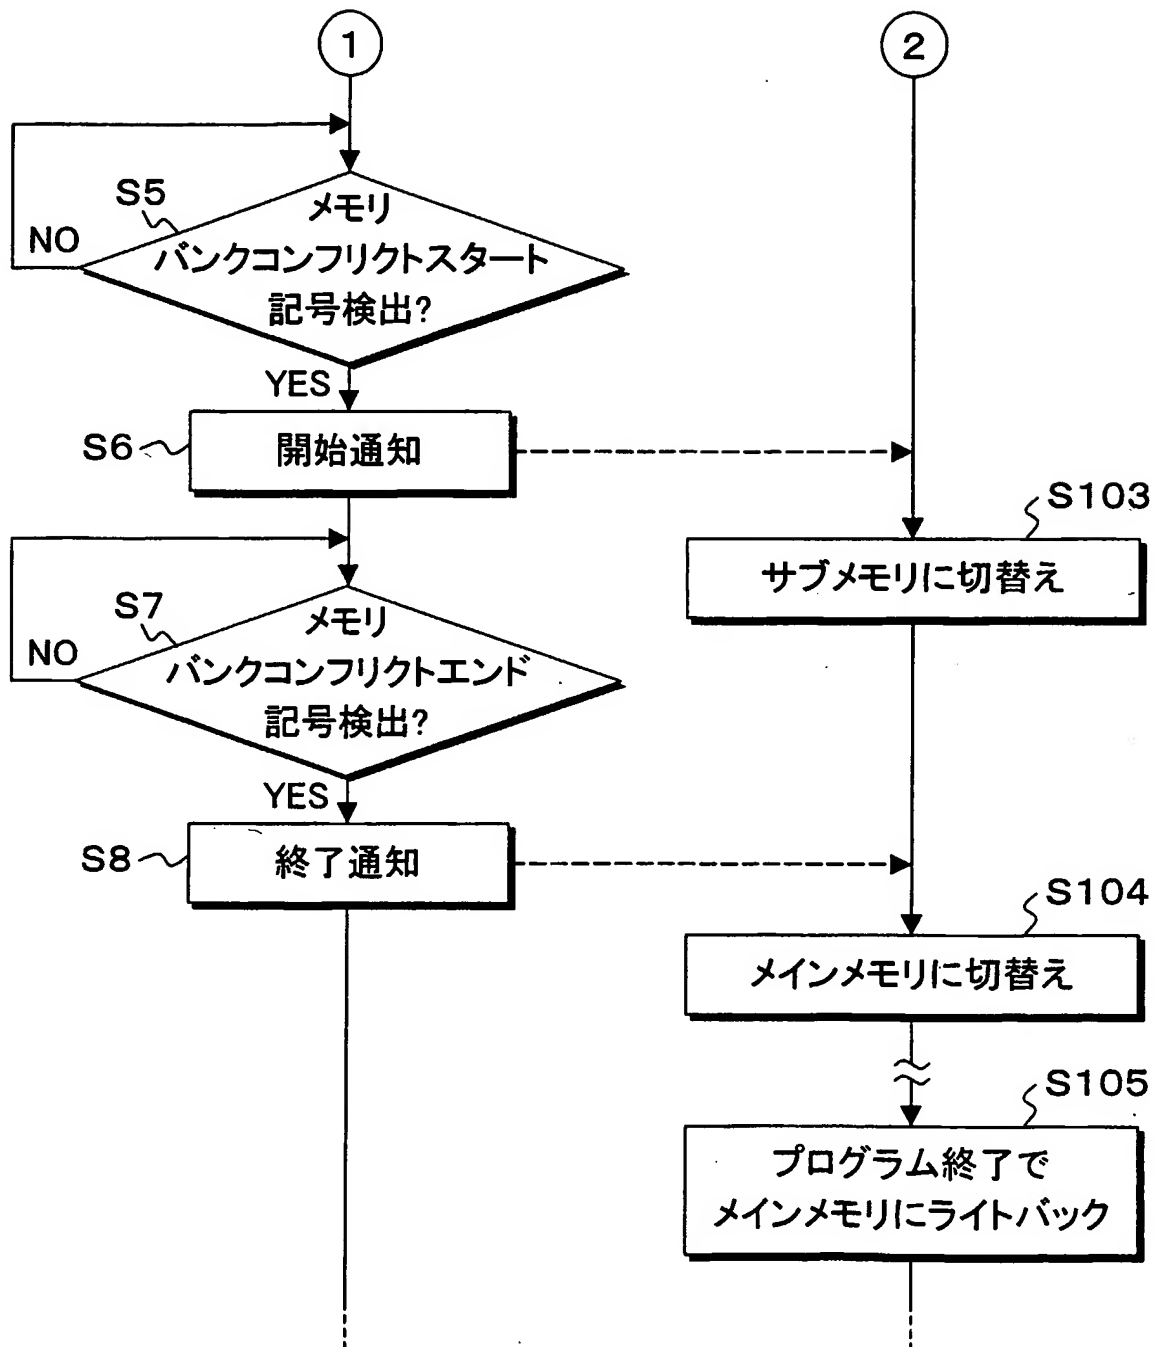 1
2
S5
メモリ
バンクコンフリクトスタート
記号検出?
NO
YES
S6
開始通知
S103
サブメモリに切替え
S7
メモリ
バンクコンフリクトエンド
記号検出?
NO
YES
S8
終了通知
S104
メインメモリに切替え
S105
プログラム終了で
メインメモリにライトバック